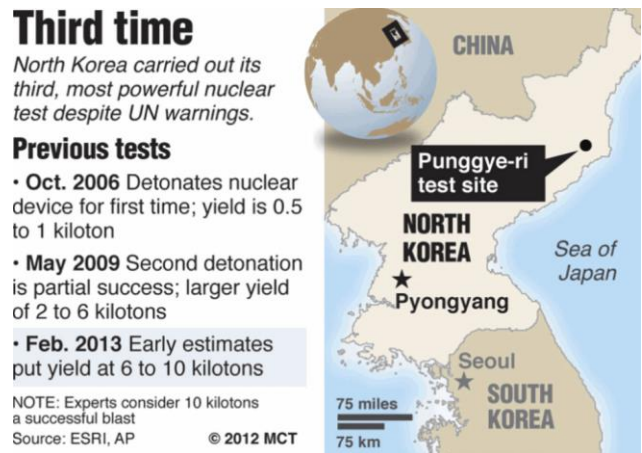 Third time
North Korea carried out its
third, most powerful nuclear
test despite UN warnings.
Previous tests
• Oct. 2006 Detonates nuclear
device for first time; yield is 0.5
to 1 kiloton
• May 2009 Second detonation
is partial success; larger yield
of 2 to 6 kilotons
• Feb. 2013 Early estimates
put yield at 6 to 10 kilotons
NOTE: Experts consider 10 kilotons
a successful blast
Source: ESRI, AP © 2012 MCT
CHINA
Punggye-ri
test site
NORTH
KOREA
Sea of
Japan
Pyongyang
Seoul
SOUTH
KOREA
75 miles
75 km